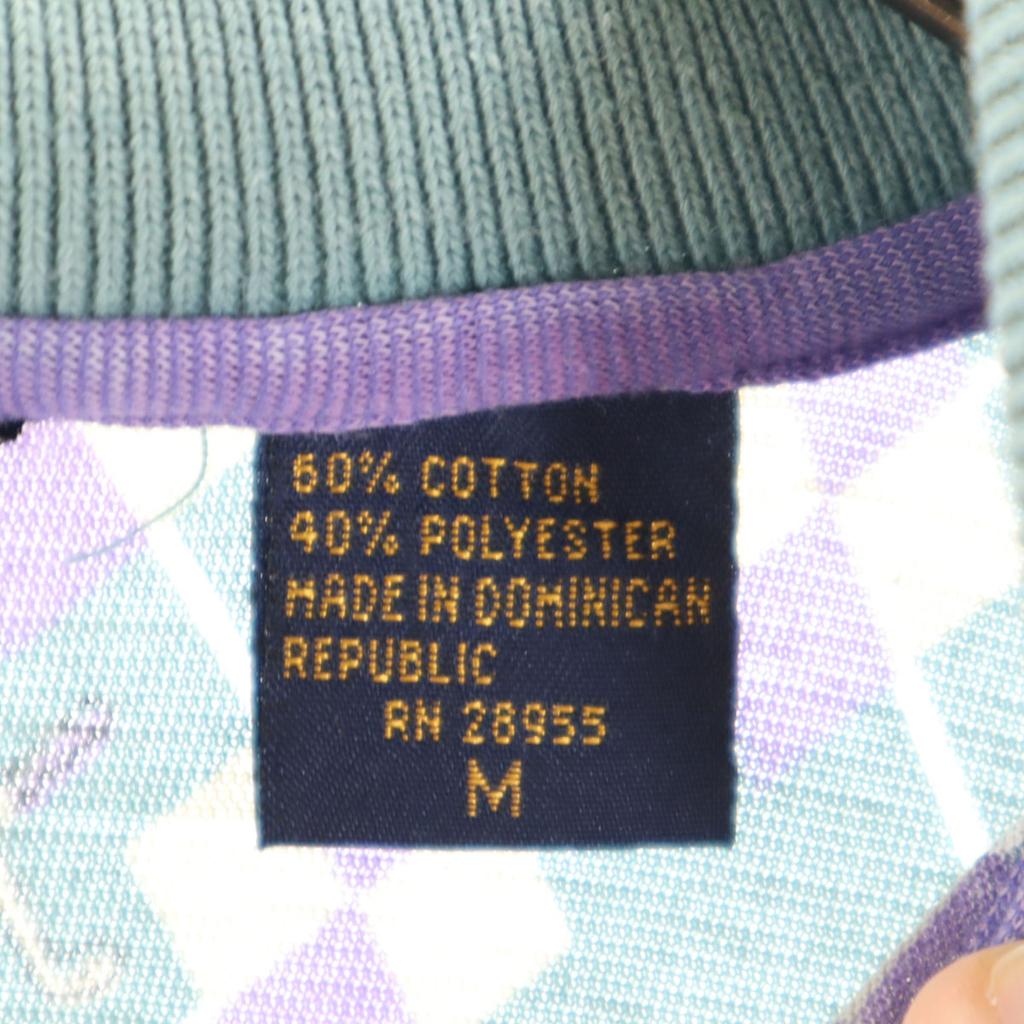 60% COTTON
40% POLYESTER
MADE IN DOMINICAN
REPUBLIC
RN 28955
M